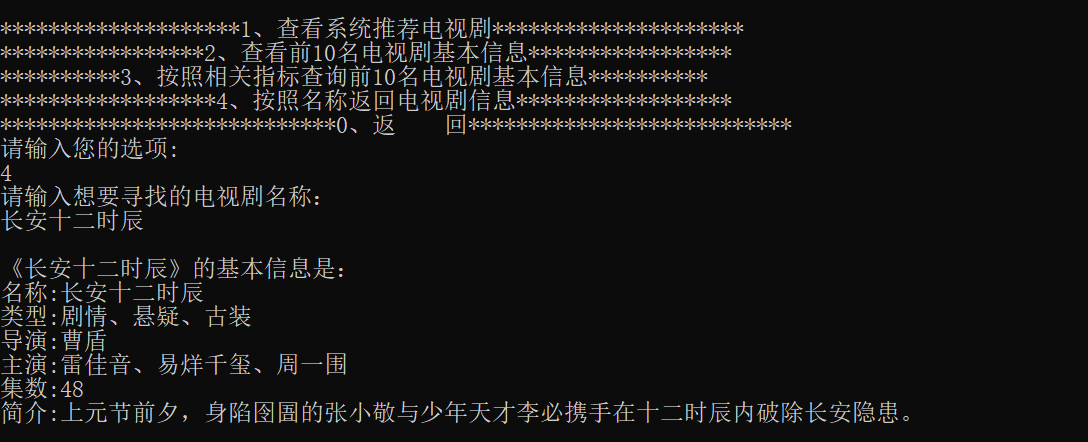 ********************1、查看系统推荐电视剧*********************
*****************2、查看前10名电视剧基本信息*****************
**********3、按照相关指标查询前10名电视剧基本信息**********
******************4、按照名称返回电视剧信息******************
****************************0、返    回***************************
请输入您的选项:
4
请输入想要寻找的电视剧名称：
长安十二时辰
《长安十二时辰》的基本信息是：
名称:长安十二时辰
类型:剧情、悬疑、古装
导演:曹盾
主演:雷佳音、易烊千玺、周一围
集数:48
简介:上元节前夕，身陷囹圄的张小敬与少年天才李必携手在十二时辰内破除长安隐患。